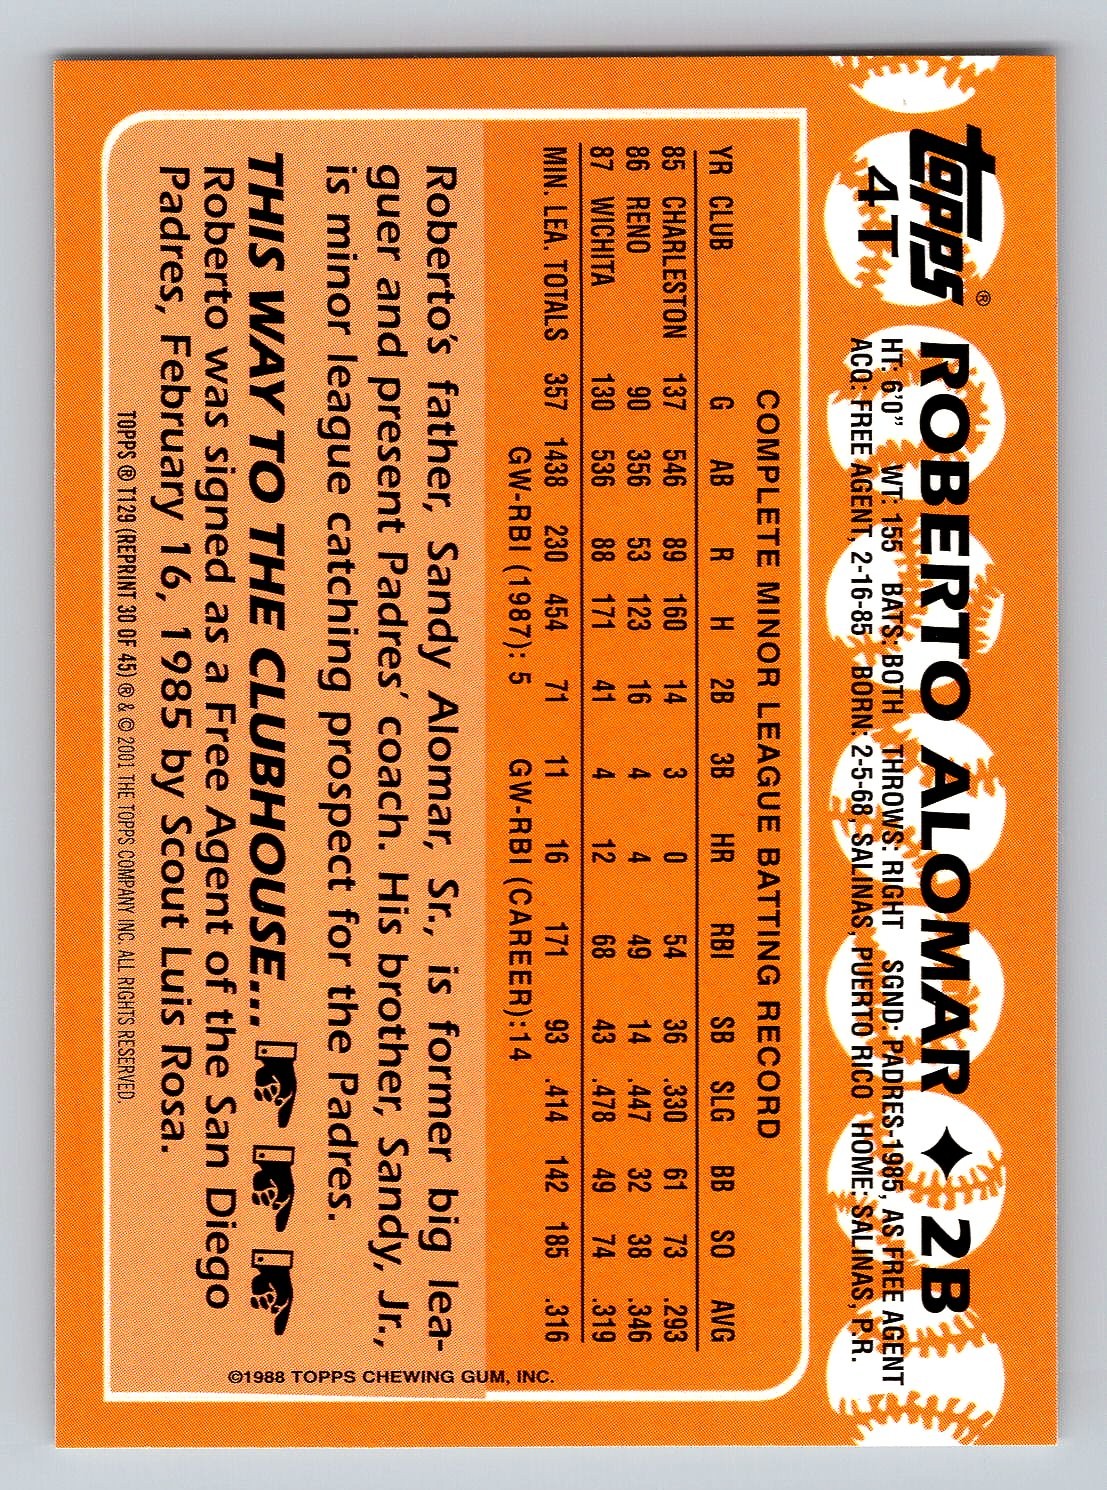 topps®
4T
ROBERTO ALOMAR ✦ 2B
HT: 6'0" WT: 155 BATS: BOTH THROWS: RIGHT SGND: PADRES-1985, AS FREE AGENT
ACQ: FREE AGENT, 2-16-85 BORN: 2-5-68, SALINAS, PUERTO RICO HOME: SALINAS, P.R.
COMPLETE MINOR LEAGUE BATTING RECORD
YR CLUB G AB R H 2B 3B HR RBI SB SLG BB SO AVG
85 CHARLESTON 137 546 89 160 14 3 0 54 36 .330 61 73 .293
86 RENO 90 356 53 123 16 4 4 49 14 .447 32 38 .346
87 WICHITA 130 536 88 171 41 4 12 68 43 .478 49 74 .319
MIN. LEA. TOTALS 357 1438 230 454 71 11 16 171 93 .414 142 185 .316
GW-RBI (1987): 5 GW-RBI (CAREER): 14
Roberto's father, Sandy Alomar, Sr., is former big lea-
guer and present Padres' coach. His brother, Sandy, Jr.,
is minor league catching prospect for the Padres.
THIS WAY TO THE CLUBHOUSE...
Roberto was signed as a Free Agent of the San Diego
Padres, February 16, 1985 by Scout Luis Rosa.
©1988 TOPPS CHEWING GUM, INC.
TOPPS ® T129 (REPRINT 30 OF 45) ® & © 2001 THE TOPPS COMPANY INC. ALL RIGHTS RESERVED.